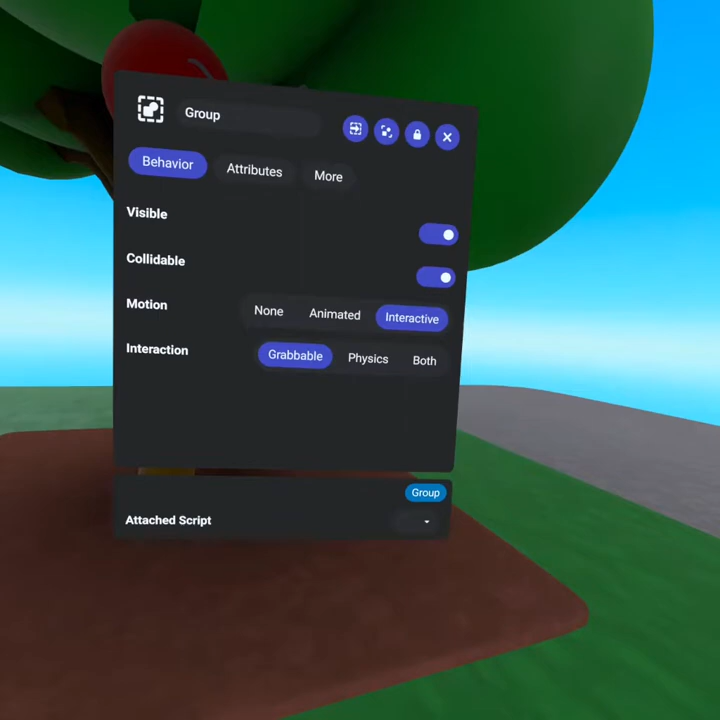 Group
Behavior Attributes More
Visible
Collidable
Motion None Animated Interactive
Interaction Grabbable Physics Both
Group
Attached Script